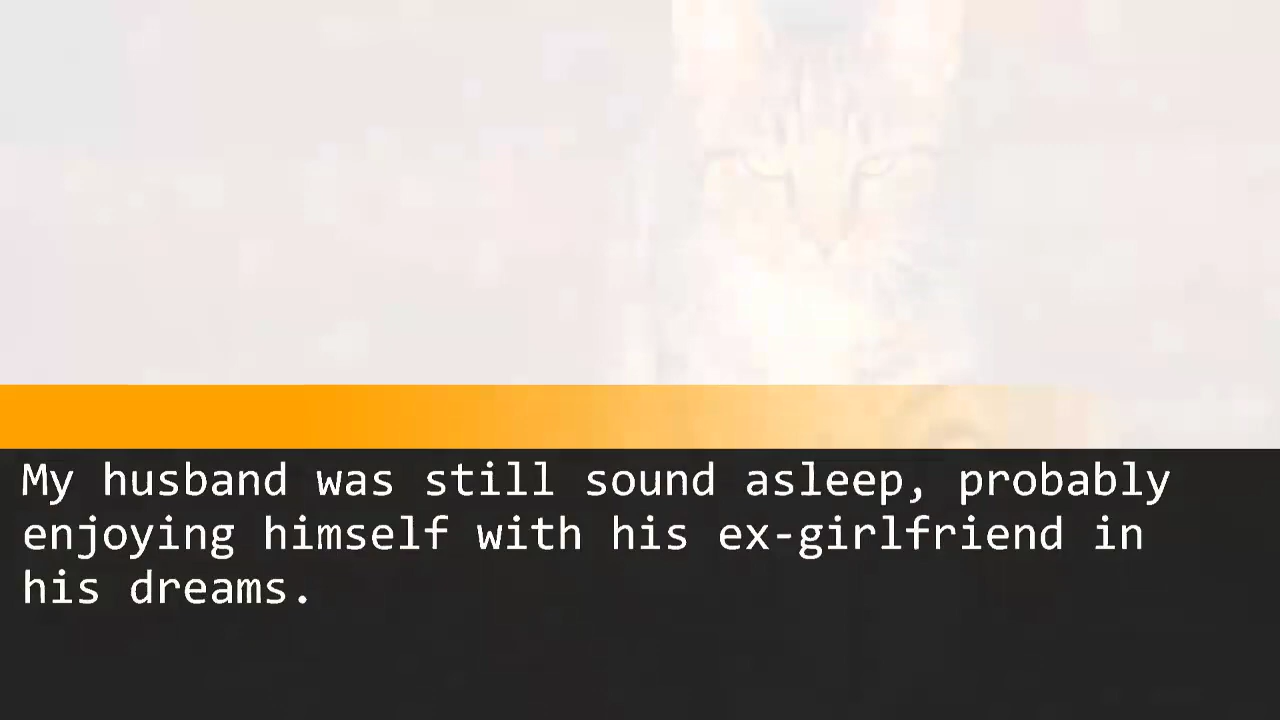 My husband was still sound asleep, probably
enjoying himself with his ex-girlfriend in
his dreams.